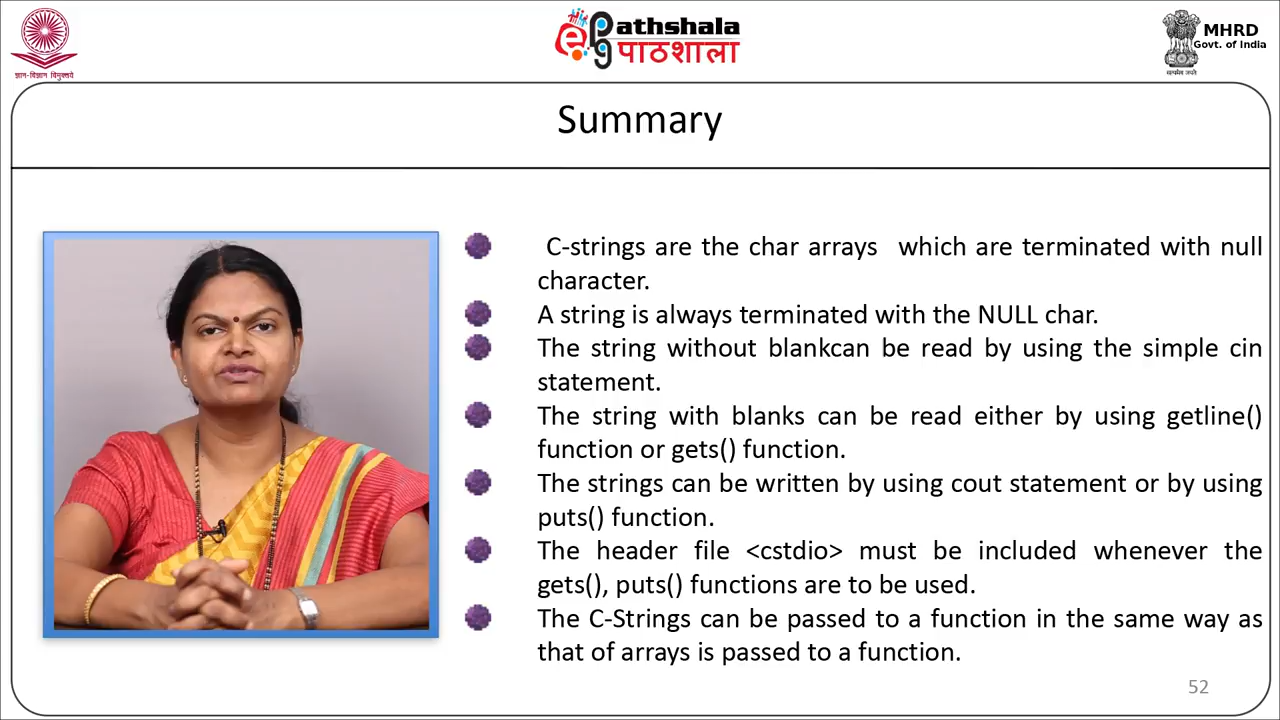 ePathshala
पाठशाला
MHRD
Govt. of India
ज्ञान-विज्ञान विमुक्तये
सत्यमेव जयते
Summary
C-strings are the char arrays which are terminated with null
character.
A string is always terminated with the NULL char.
The string without blankcan be read by using the simple cin
statement.
The string with blanks can be read either by using getline()
function or gets() function.
The strings can be written by using cout statement or by using
puts() function.
The header file <cstdio> must be included whenever the
gets(), puts() functions are to be used.
The C-Strings can be passed to a function in the same way as
that of arrays is passed to a function.
52